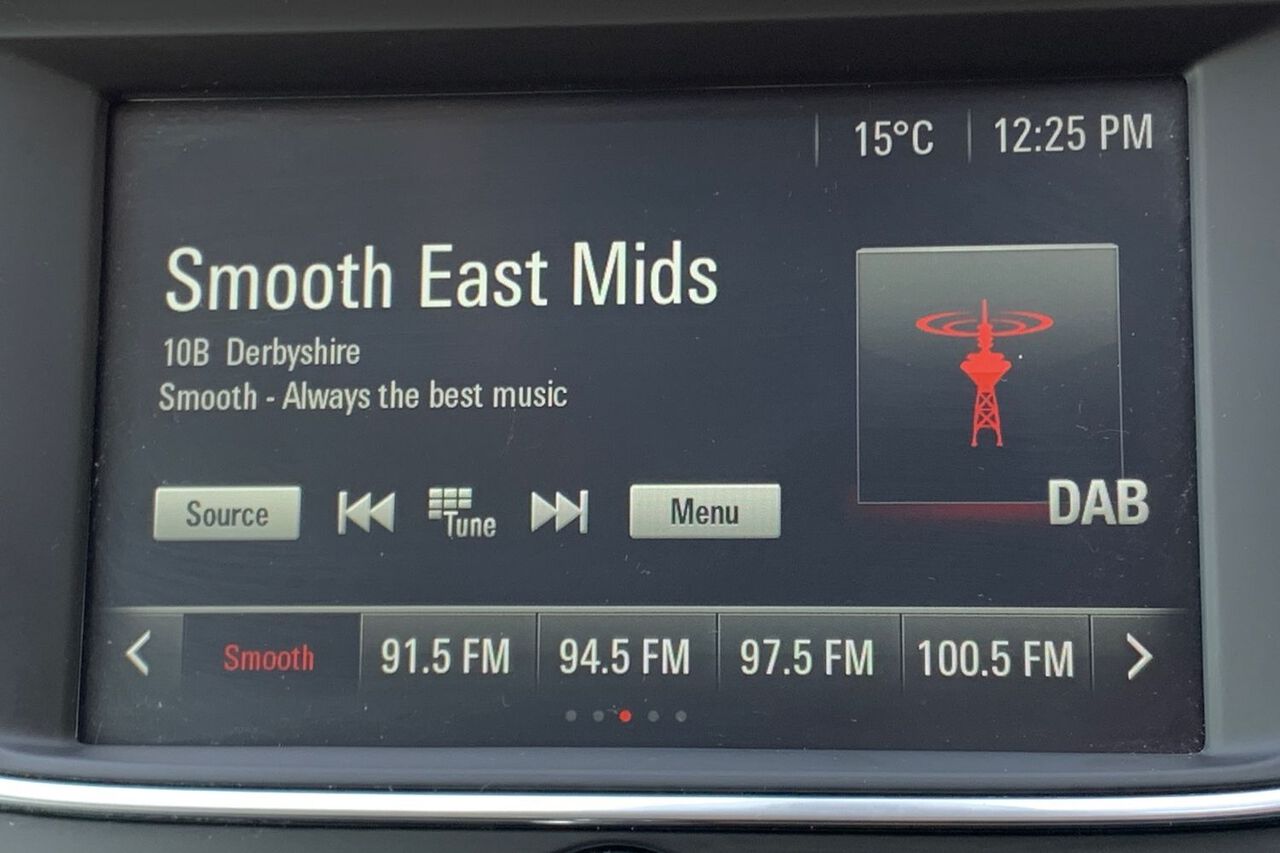 15°C 12:25 PM
Smooth East Mids
10B Derbyshire
Smooth - Always the best music
Source Tune Menu
DAB
Smooth 91.5 FM 94.5 FM 97.5 FM 100.5 FM